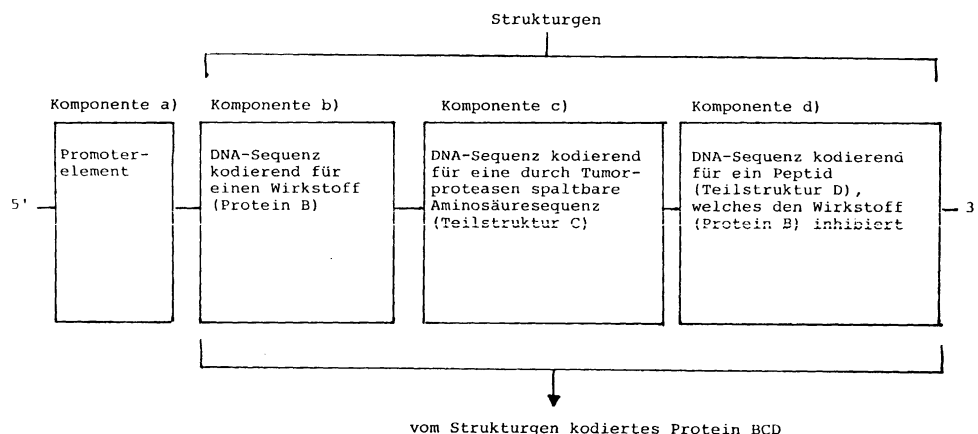 Strukturgen
Komponente a)
Komponente b)
Komponente c)
Komponente d)
Promoter-
element
DNA-Sequenz
kodierend für
einen Wirkstoff
(Protein B)
DNA-Sequenz kodierend
für eine durch Tumor-
proteasen spaltbare
Aminosäuresequenz
(Teilstruktur C)
DNA-Sequenz kodierend
für ein Peptid
(Teilstruktur D),
welches den Wirkstoff
(Protein B) inhibiert
5'
3
vom Strukturgen kodiertes Protein BCD